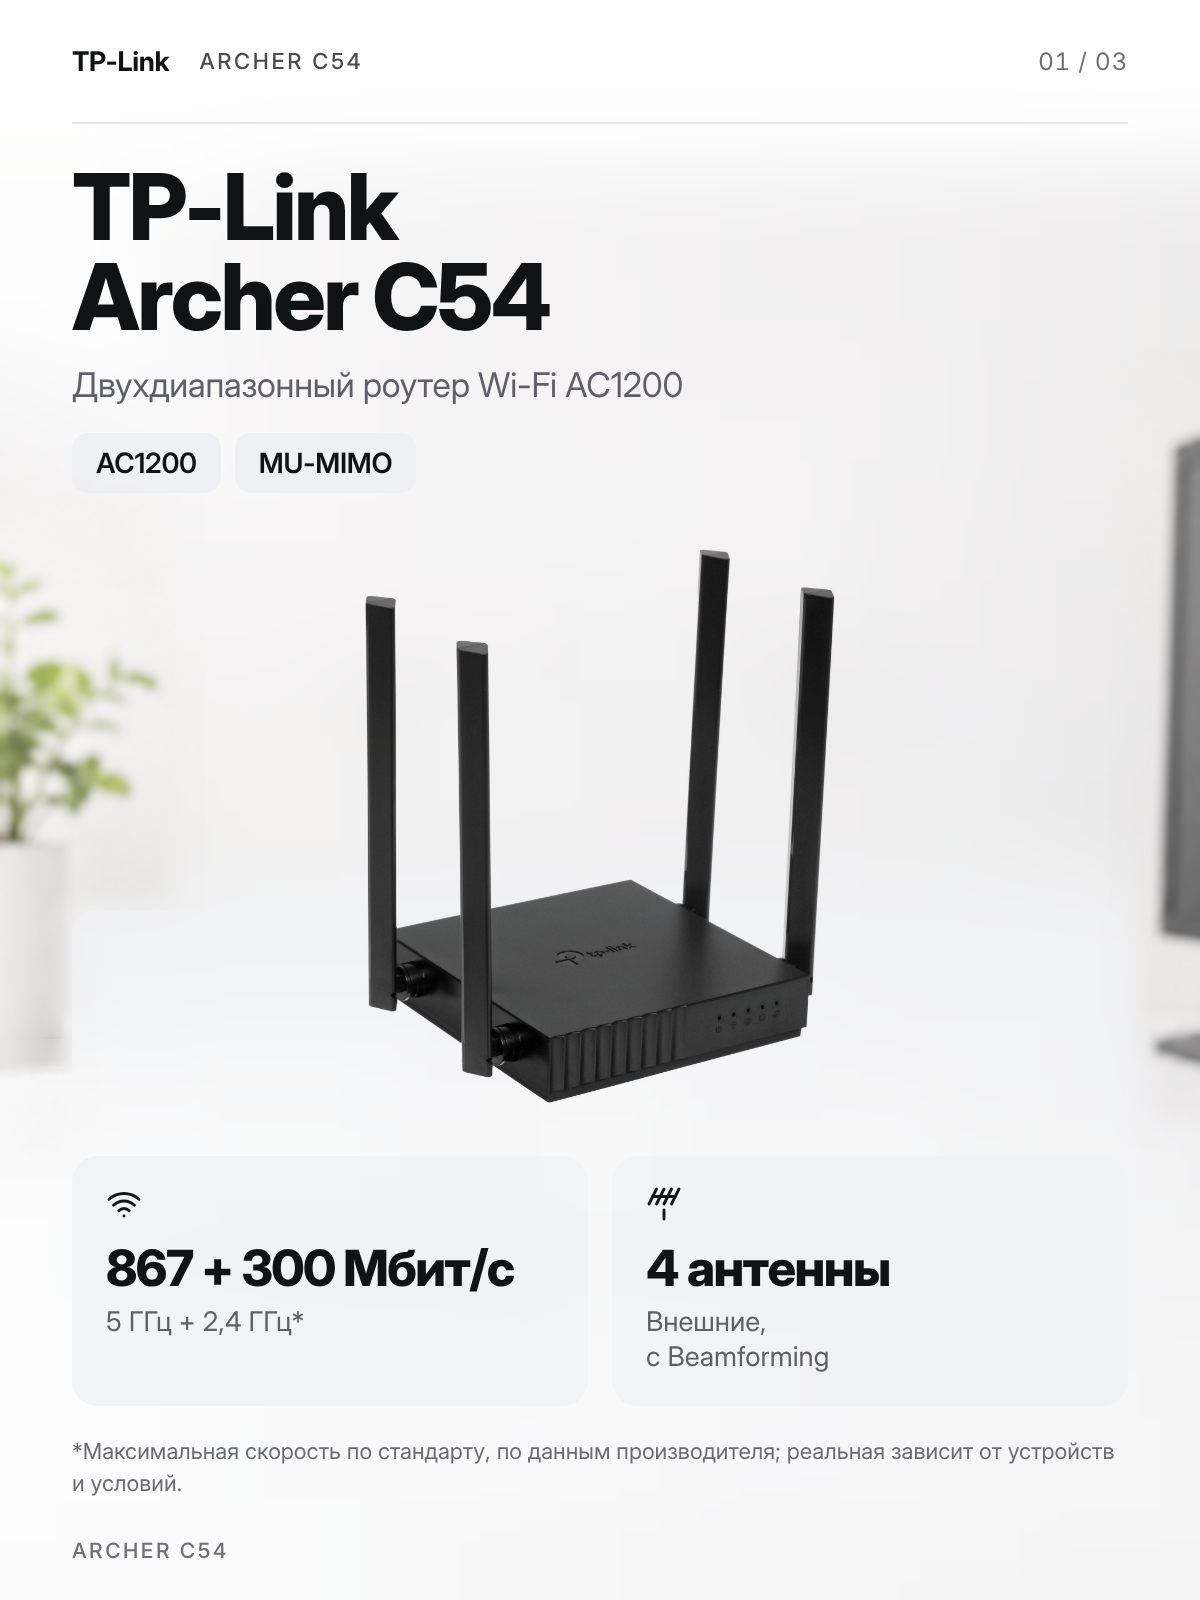 TP-Link ARCHER C54 01 / 03
TP-Link
Archer C54
Двухдиапазонный роутер Wi-Fi AC1200
AC1200 MU-MIMO
tp-link
867 + 300 Мбит/с
5 ГГц + 2,4 ГГц*
4 антенны
Внешние,
с Beamforming
*Максимальная скорость по стандарту, по данным производителя; реальная зависит от устройств
и условий.
ARCHER C54